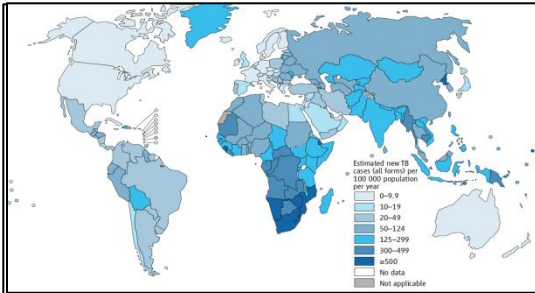 Estimated new TB
cases (all forms) per
100 000 population
per year
0–9.9
10–19
20–49
50–124
125–299
300–499
≥500
No data
Not applicable